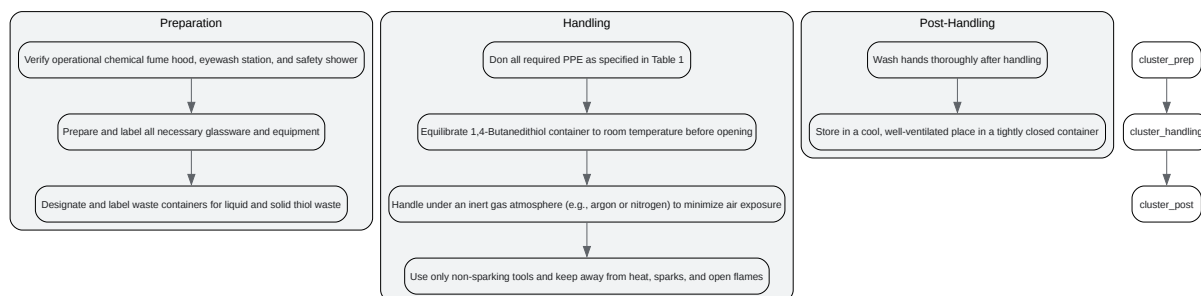 Preparation
Verify operational chemical fume hood, eyewash station, and safety shower
Prepare and label all necessary glassware and equipment
Designate and label waste containers for liquid and solid thiol waste
Handling
Don all required PPE as specified in Table 1
Equilibrate 1,4-Butanedithiol container to room temperature before opening
Handle under an inert gas atmosphere (e.g., argon or nitrogen) to minimize air exposure
Use only non-sparking tools and keep away from heat, sparks, and open flames
Post-Handling
Wash hands thoroughly after handling
Store in a cool, well-ventilated place in a tightly closed container
cluster_prep
cluster_handling
cluster_post